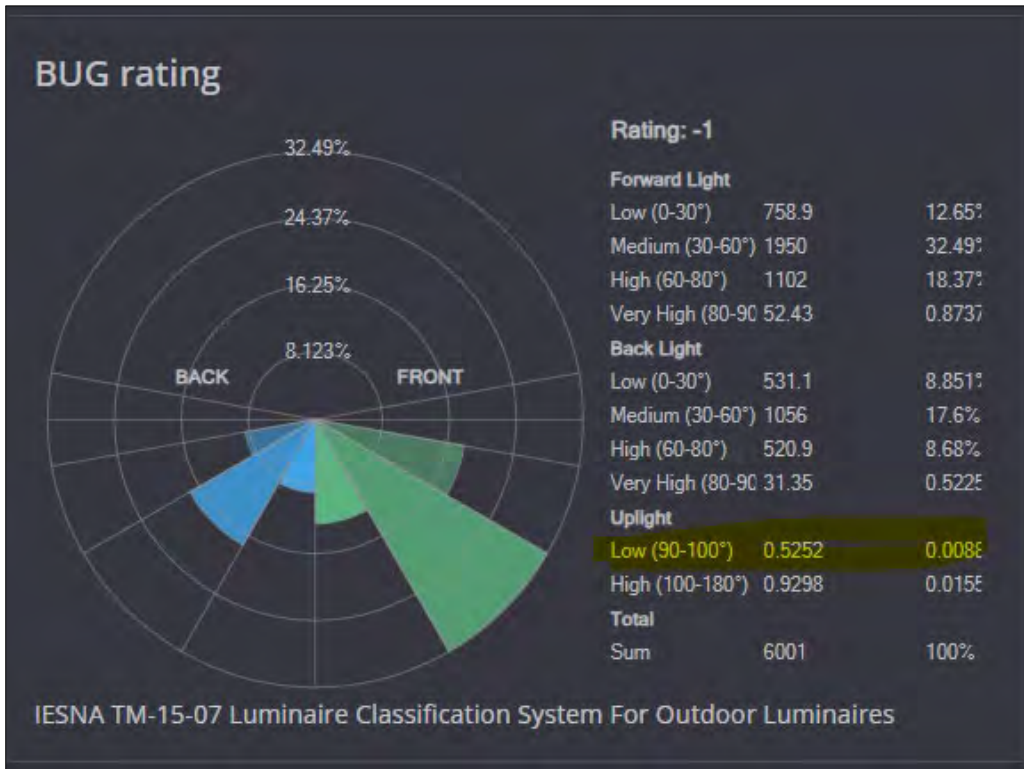 BUG rating
32.49%
24.37%
16.25%
8.123%
BACK
FRONT
Rating: -1
Forward Light
Low (0-30°) 758.9 12.65%
Medium (30-60°) 1950 32.49%
High (60-80°) 1102 18.37%
Very High (80-90 52.43 0.8737
Back Light
Low (0-30°) 531.1 8.851%
Medium (30-60°) 1056 17.6%
High (60-80°) 520.9 8.68%
Very High (80-90 31.35 0.5225
Uplight
Low (90-100°) 0.5252 0.0088
High (100-180°) 0.9298 0.0155
Total
Sum 6001 100%
IESNA TM-15-07 Luminaire Classification System For Outdoor Luminaires